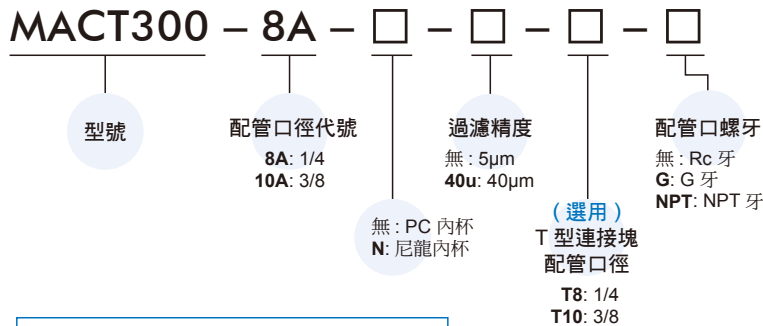 MACT300 – 8A – □ – □ – □ – □
型號
配管口徑代號
8A: 1/4
10A: 3/8
無 : PC 內杯
N: 尼龍內杯
過濾精度
無 : 5μm
40u: 40μm
(選用)
T 型連接塊
配管口徑
T8: 1/4
T10: 3/8
配管口螺牙
無 : Rc 牙
G: G 牙
NPT: NPT 牙